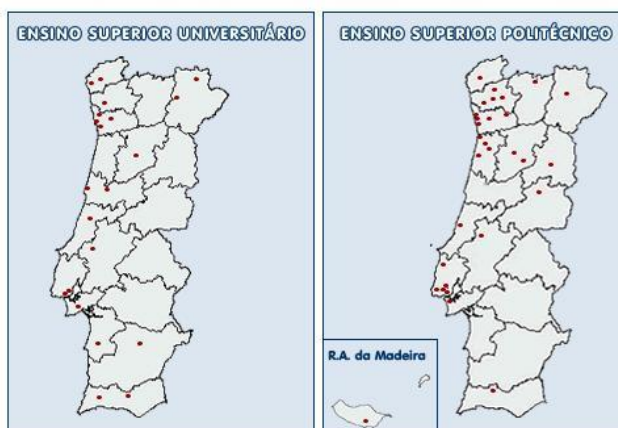 ENSINO SUPERIOR UNIVERSITÁRIO
ENSINO SUPERIOR POLITÉCNICO
R.A. da Madeira